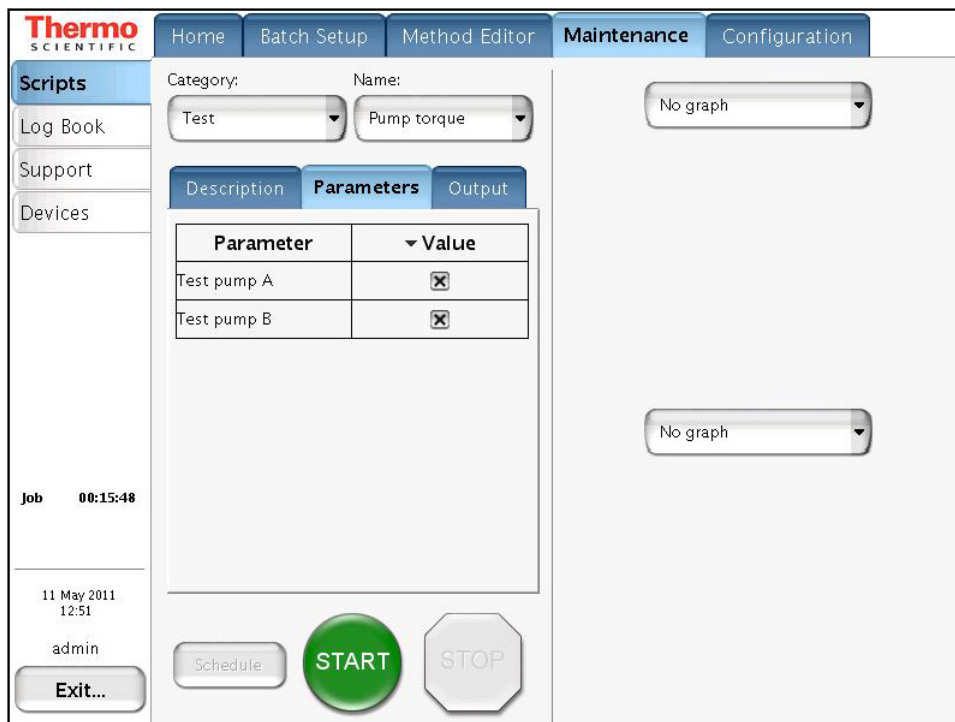 Thermo
SCIENTIFIC
Home
Batch Setup
Method Editor
Maintenance
Configuration
Scripts
Log Book
Support
Devices
Category:
Name:
Test
Pump torque
No graph
Description
Parameters
Output
Parameter
Value
Test pump A
Test pump B
No graph
Job 00:15:48
11 May 2011
12:51
admin
Exit...
Schedule
START
STOP